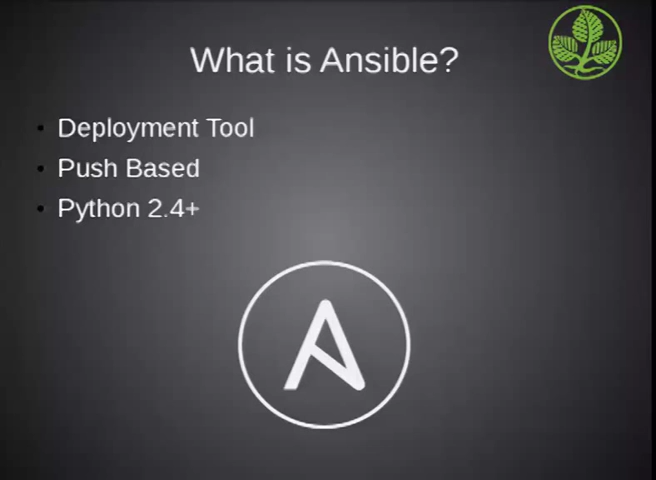 What is Ansible?
Deployment Tool
Push Based
Python 2.4+